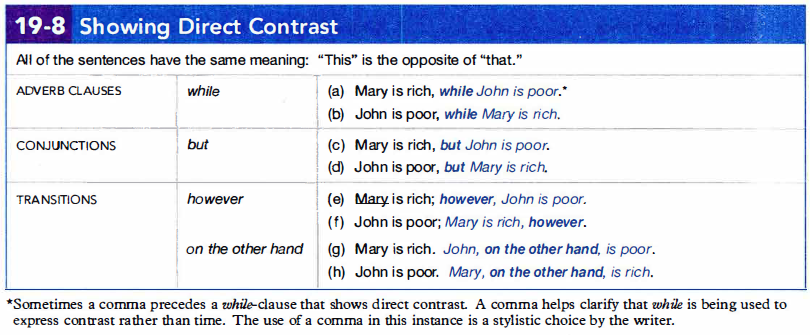 19-8 Showing Direct Contrast
All of the sentences have the same meaning: "This" is the opposite of "that."
ADVERB CLAUSES while (a) Mary is rich, while John is poor.*
(b) John is poor, while Mary is rich.
CONJUNCTIONS but (c) Mary is rich, but John is poor.
(d) John is poor, but Mary is rich.
TRANSITIONS however (e) Mary is rich; however, John is poor.
(f) John is poor; Mary is rich, however.
on the other hand (g) Mary is rich. John, on the other hand, is poor.
(h) John is poor. Mary, on the other hand, is rich.
*Sometimes a comma precedes a while-clause that shows direct contrast. A comma helps clarify that while is being used to
express contrast rather than time. The use of a comma in this instance is a stylistic choice by the writer.